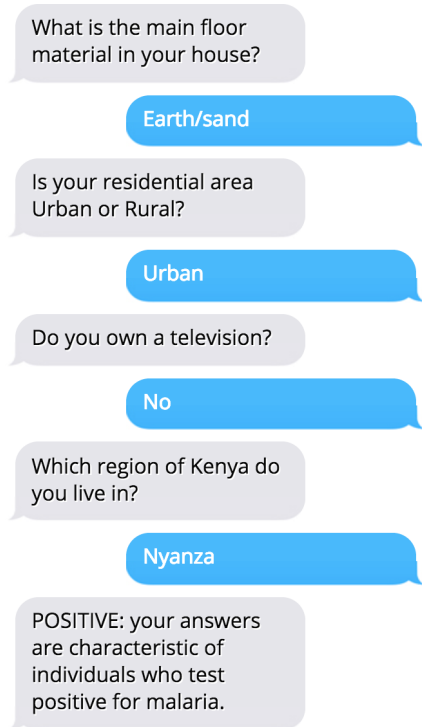 What is the main floor
material in your house?
Earth/sand
Is your residential area
Urban or Rural?
Urban
Do you own a television?
No
Which region of Kenya do
you live in?
Nyanza
POSITIVE: your answers
are characteristic of
individuals who test
positive for malaria.